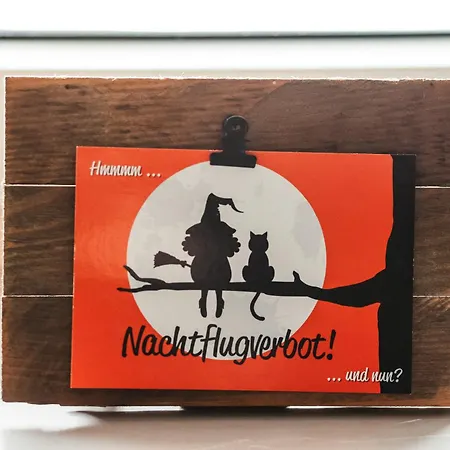 Hmmmm ...
Nachtflugverbot!
... und nun?